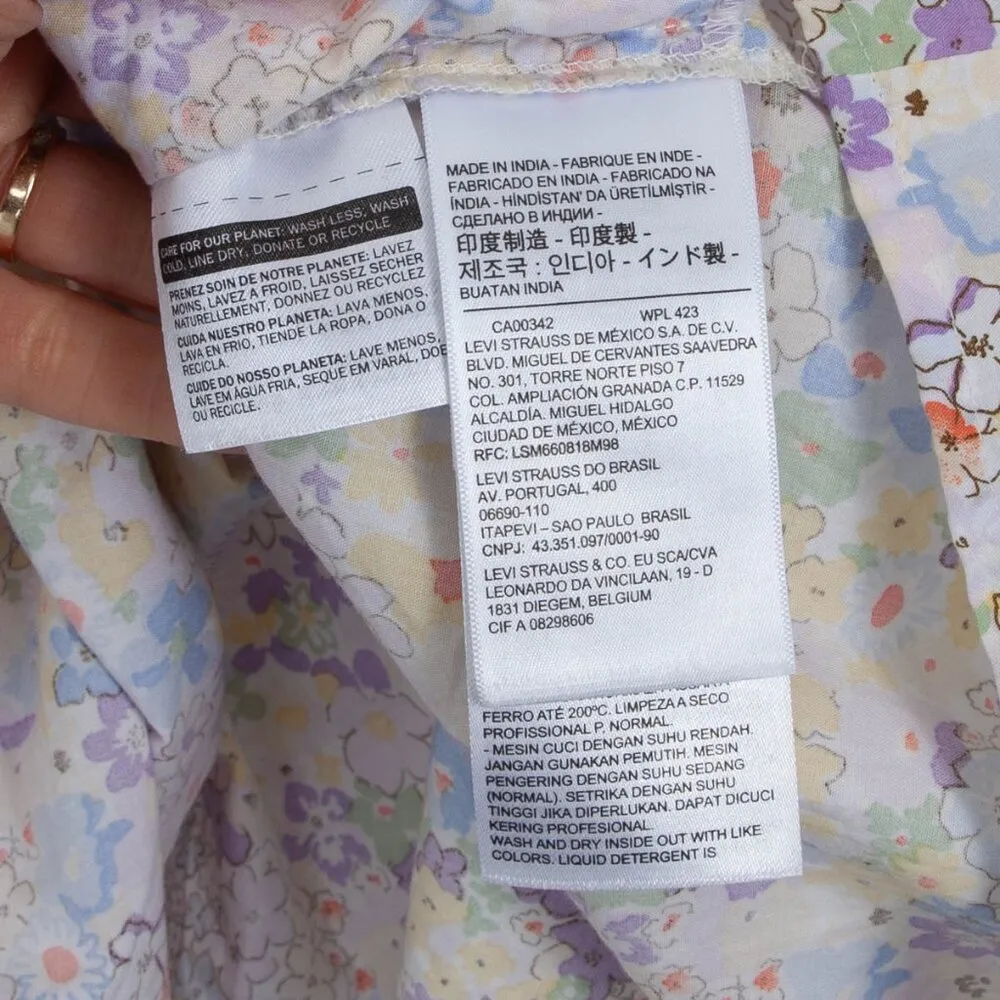 CARE FOR OUR PLANET: WASH LESS, WASH
COLD, LINE DRY, DONATE OR RECYCLE
PRENEZ SOIN DE NOTRE PLANETE: LAVEZ
MOINS, LAVEZ A FROID, LAISSEZ SECHER
NATURELLEMENT, DONNEZ OU RECYCLEZ
CUIDA NUESTRO PLANETA: LAVA MENOS,
LAVA EN FRIO, TIENDE LA ROPA, DONA O
RECICLA.
CUIDE DO NOSSO PLANETA: LAVE MENOS,
LAVE EM ÁGUA FRIA, SEQUE EM VARAL, DOE
OU RECICLE.
MADE IN INDIA - FABRIQUE EN INDE -
FABRICADO EN INDIA - FABRICADO NA
ÍNDIA - HİNDİSTAN' DA ÜRETİLMİŞTİR -
СДЕЛАНО В ИНДИИ -
印度制造 - 印度製 -
제조국 : 인디아 - インド製 -
BUATAN INDIA
CA00342 WPL 423
LEVI STRAUSS DE MÉXICO S.A. DE C.V.
BLVD. MIGUEL DE CERVANTES SAAVEDRA
NO. 301, TORRE NORTE PISO 7
COL. AMPLIACIÓN GRANADA C.P. 11529
ALCALDÍA. MIGUEL HIDALGO
CIUDAD DE MÉXICO, MÉXICO
RFC: LSM660818M98
LEVI STRAUSS DO BRASIL
AV. PORTUGAL, 400
06690-110
ITAPEVI – SAO PAULO BRASIL
CNPJ: 43.351.097/0001-90
LEVI STRAUSS & CO. EU SCA/CVA
LEONARDO DA VINCILAAN, 19 - D
1831 DIEGEM, BELGIUM
CIF A 08298606
FERRO ATÉ 200ºC. LIMPEZA A SECO
PROFISSIONAL P, NORMAL.
- MESIN CUCI DENGAN SUHU RENDAH.
JANGAN GUNAKAN PEMUTIH. MESIN
PENGERING DENGAN SUHU SEDANG
(NORMAL). SETRIKA DENGAN SUHU
TINGGI JIKA DIPERLUKAN. DAPAT DICUCI
KERING PROFESIONAL.
WASH AND DRY INSIDE OUT WITH LIKE
COLORS. LIQUID DETERGENT IS